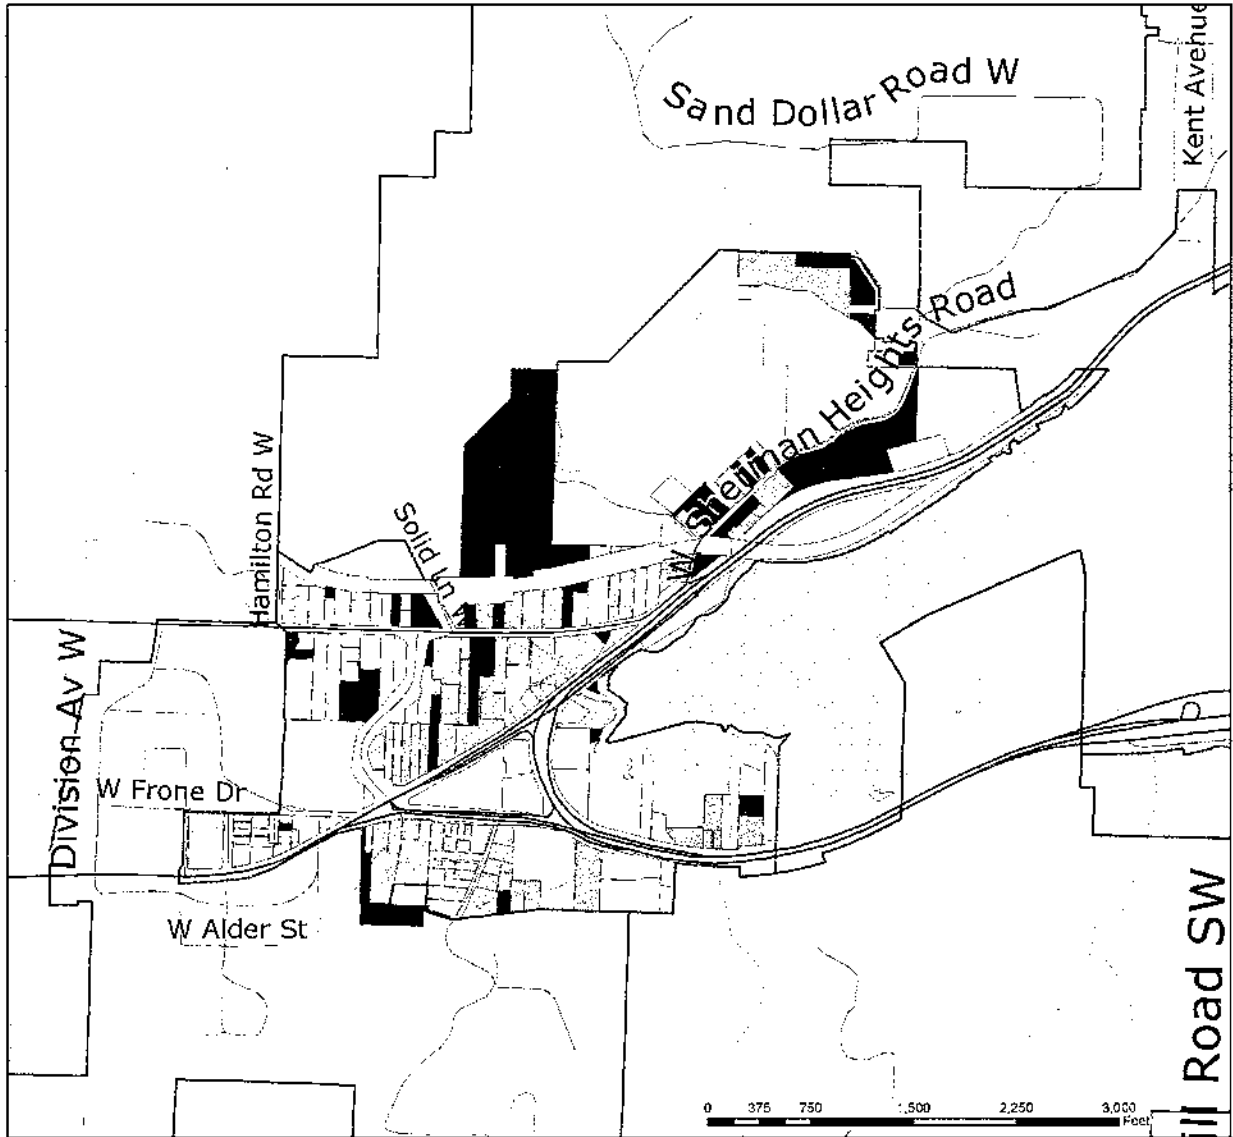 Kent Avenue
Sand Dollar Road W
W Sherman Heights Road
Hamilton Rd W
Solid Ln W
Division Av W
W Frone Dr
W Alder St
ill Road SW
0 375 750 1,500 2,250 3,000
Feet